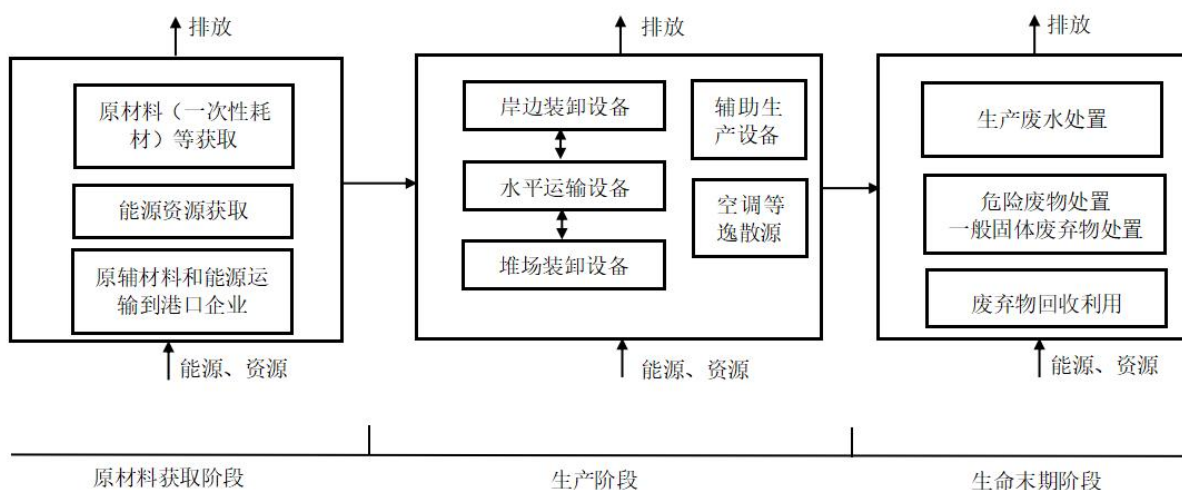 排放
原材料（一次性耗
材）等获取
能源资源获取
原辅材料和能源运
输到港口企业
能源、资源
排放
岸边装卸设备
水平运输设备
堆场装卸设备
辅助生
产设备
空调等
逸散源
能源、资源
排放
生产废水处置
危险废物处置
一般固体废弃物处置
废弃物回收利用
能源、资源
原材料获取阶段
生产阶段
生命末期阶段